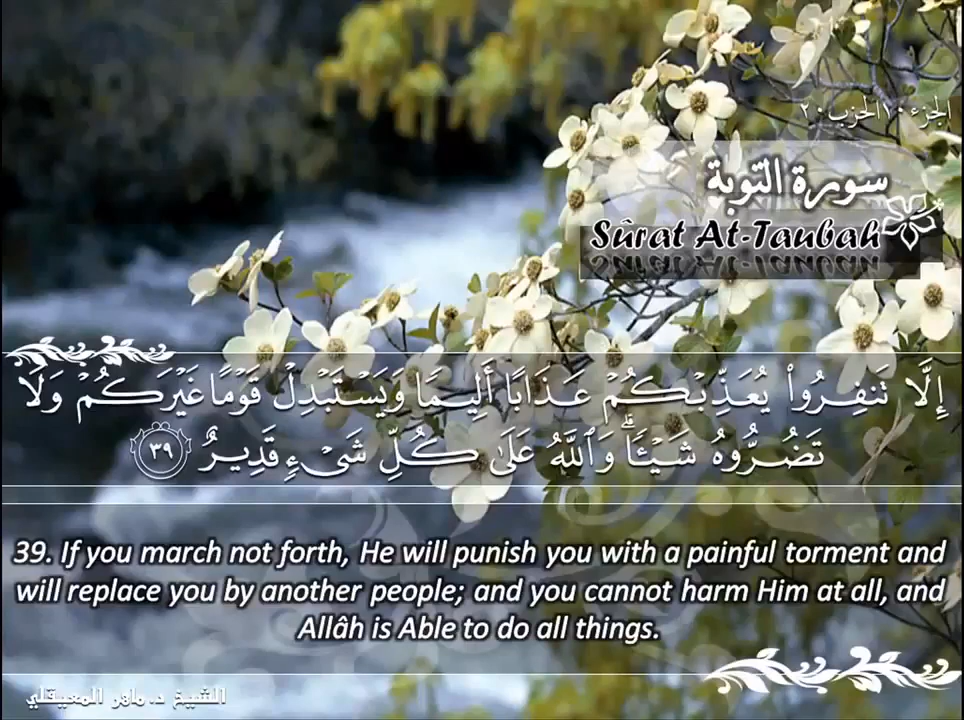 الجزء ١٠ الحزب ٢٠
سورة التوبة
Sûrat At-Taubah
إِلَّا تَنفِرُوا۟ يُعَذِّبْكُمْ عَذَابًا أَلِيمًا وَيَسْتَبْدِلْ قَوْمًا غَيْرَكُمْ وَلَا
تَضُرُّوهُ شَيْـًٔا ۗ وَٱللَّهُ عَلَىٰ كُلِّ شَىْءٍ قَدِيرٌ ٣٩
39. If you march not forth, He will punish you with a painful torment and
will replace you by another people; and you cannot harm Him at all, and
Allâh is Able to do all things.
الشيخ د. ماهر المعيقلي